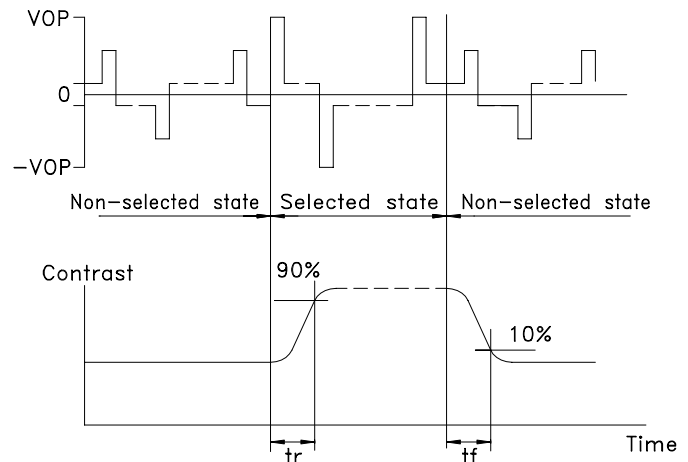 VOP
0
-VOP
Non-selected state
Selected state
Non-selected state
Contrast
90%
10%
Time
tr
tf